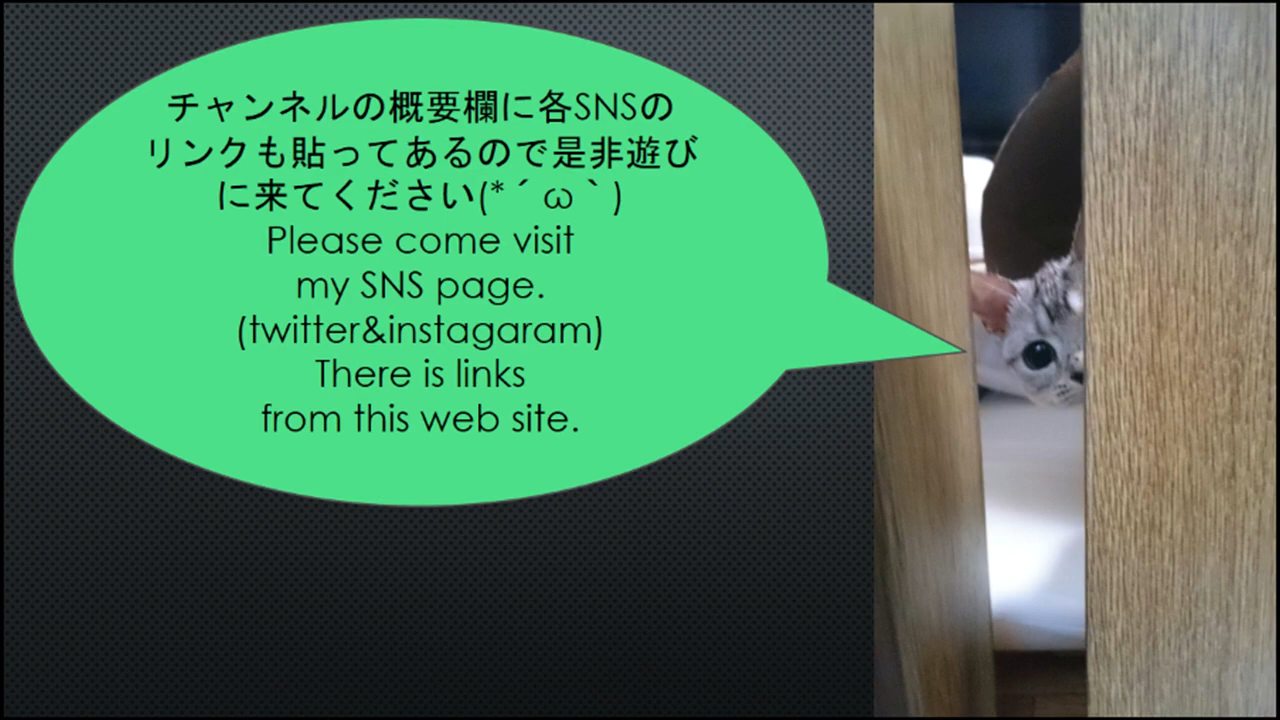 チャンネルの概要欄に各SNSの
リンクも貼ってあるので是非遊び
に来てください(*´ω｀)
Please come visit
my SNS page.
(twitter&instagaram)
There is links
from this web site.